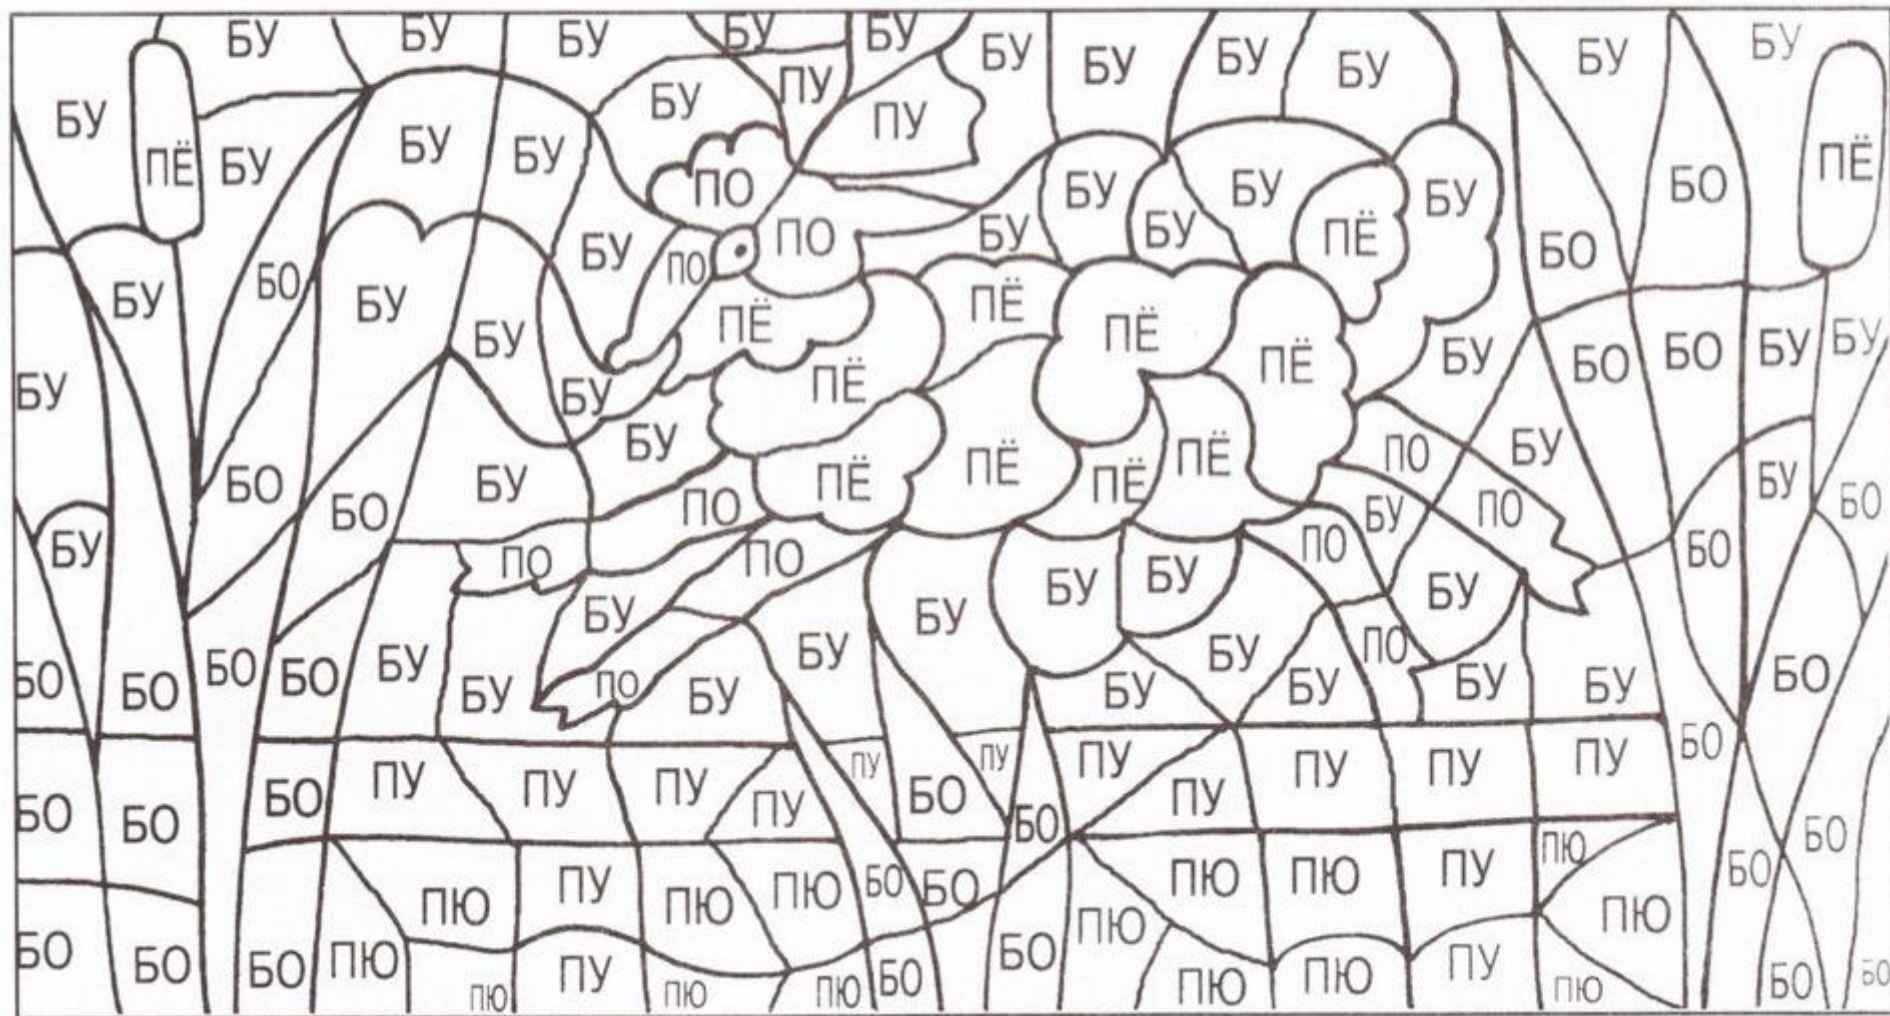 БУ БУ БУ БУ БУ БУ БУ БУ БУ БУ БУ
БУ ПЁ БУ БУ БУ БУ ПУ ПУ ПЁ
ПО БУ БУ БУ БО
БО БУ БУ ПО ПО БУ БУ ПЁ БО
БУ БУ БУ ПЁ ПЁ ПЁ ПЁ БУ БО БО БУ БУ
БУ БУ БУ ПЁ ПО БУ
БО БО БУ ПО ПЁ ПЁ ПЁ ПЁ БУ ПО БУ БО
БУ ПО ПО ПО БО
БУ БУ БУ БУ БУ
БО БО БО БО БУ БУ ПО БУ БУ БУ БУ БУ ПО БУ БУ БО
БО БО БО ПУ ПУ ПУ ПУ ПУ БО ПУ БО ПУ ПУ ПУ ПУ ПУ БО БО
ПЮ ПУ ПЮ ПЮ БО БО ПЮ ПЮ ПУ ПЮ ПЮ БО
БО БО БО ПЮ ПЮ ПУ ПЮ ПЮ БО БО ПЮ ПЮ ПЮ ПУ ПЮ БО БО